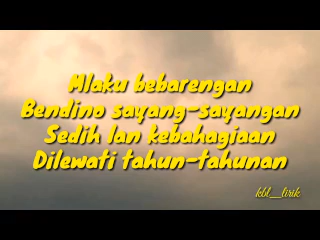 Mlaku bebarengan
Bendino sayang-sayangan
Sedih lan kebahagiaan
Dilewati tahun-tahunan
kbl_lirik